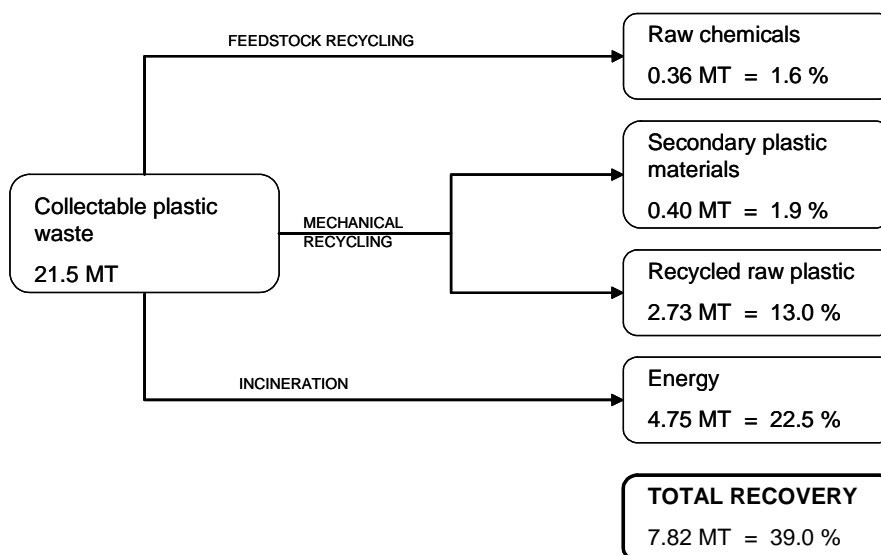 FEEDSTOCK RECYCLING
Raw chemicals
0.36 MT = 1.6 %
Secondary plastic
materials
0.40 MT = 1.9 %
Collectable plastic
waste
21.5 MT
MECHANICAL
RECYCLING
Recycled raw plastic
2.73 MT = 13.0 %
INCINERATION
Energy
4.75 MT = 22.5 %
TOTAL RECOVERY
7.82 MT = 39.0 %